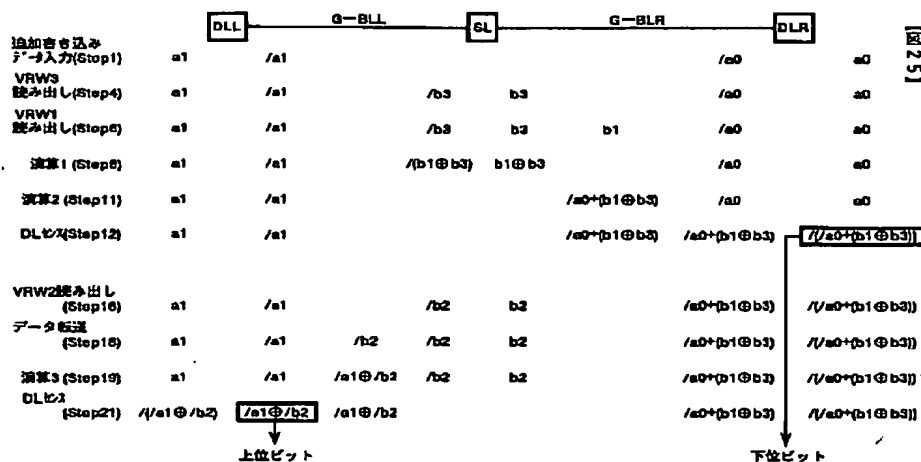 【図25】
DLL G-BLL SL G-BLR DLR
追加書き込み
データ入力(Step1) a1 /a1 /a0 a0
VRW3
読み出し(Step4) a1 /a1 /b3 b3 /a0 a0
VRW1
読み出し(Step6) a1 /a1 /b3 b3 b1 /a0 a0
演算1 (Step8) a1 /a1 /(b1⊕b3) b1⊕b3 /a0 a0
演算2 (Step11) a1 /a1 /a0+(b1⊕b3) /a0 a0
DLセンス(Step12) a1 /a1 /a0+(b1⊕b3) /a0+(b1⊕b3) /(/a0+(b1⊕b3))
VRW2読み出し
(Step16) a1 /a1 /b2 b2 /a0+(b1⊕b3) /(/a0+(b1⊕b3))
データ転送
(Step18) a1 /a1 /b2 /b2 b2 /a0+(b1⊕b3) /(/a0+(b1⊕b3))
演算3 (Step19) a1 /a1 /a1⊕/b2 /b2 b2 /a0+(b1⊕b3) /(/a0+(b1⊕b3))
DLセンス
(Step21) /(/a1⊕/b2) /a1⊕/b2 /a1⊕/b2 /a0+(b1⊕b3) /(/a0+(b1⊕b3))
上位ビット 下位ビット